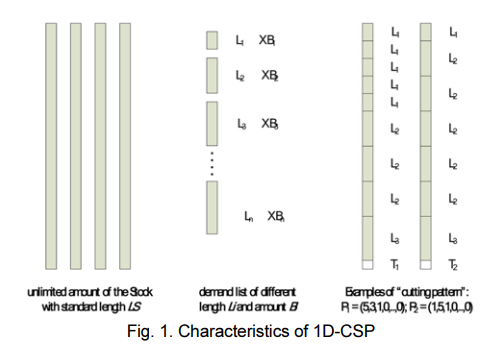 L₁ XB₁
L₂ XB₂
L₃ XB₃
Lₙ XBₙ
L₁
L₁
L₁
L₁
L₁
L₂
L₂
L₂
L₃
T₁
L₁
L₂
L₂
L₂
L₂
L₂
L₃
T₂
unlimited amount of the Stock
with standard length LS
demand list of different
length Li and amount Bi
Examples of "cutting pattern":
P₁ = (5,3,1,0,...,0); P₂ = (1,5,1,0,...,0)
Fig. 1. Characteristics of 1D-CSP